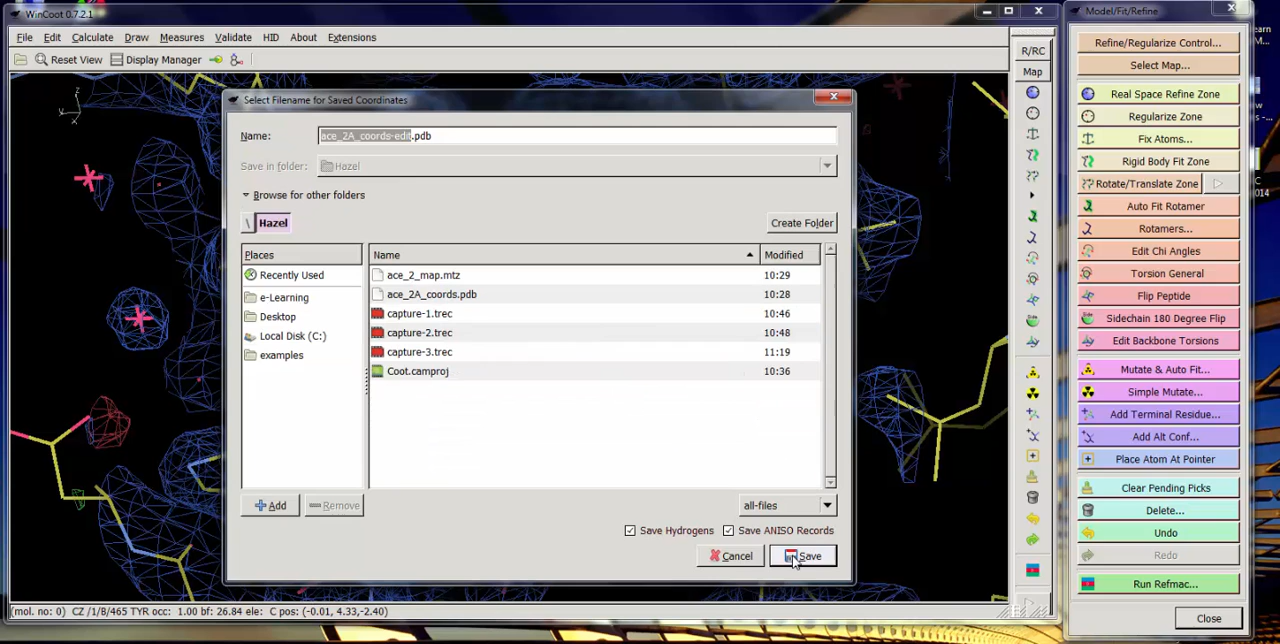 WinCoot 0.7.2.1
File Edit Calculate Draw Measures Validate HID About Extensions
Reset View Display Manager
R/RC
Map
x
z
y
Select Filename for Saved Coordinates
Name: ace_2A_coords-edit.pdb
Save in folder: Hazel
Browse for other folders
\ Hazel Create Folder
Places Name Modified
Recently Used
e-Learning
Desktop
Local Disk (C:)
examples
ace_2_map.mtz 10:29
ace_2A_coords.pdb 10:28
capture-1.trec 10:46
capture-2.trec 10:48
capture-3.trec 11:19
Coot.camproj 10:36
Add Remove all-files
Save Hydrogens Save ANISO Records
Cancel Save
Side
(mol. no: 0) CZ /1/8/465 TYR occ: 1.00 bf: 26.84 ele: C pos: (-0.01, 4.33,-2.40)
Model/Fit/Refine
Refine/Regularize Control...
Select Map...
Real Space Refine Zone
Regularize Zone
Fix Atoms...
Rigid Body Fit Zone
Rotate/Translate Zone
Auto Fit Rotamer
Rotamers...
Edit Chi Angles
Torsion General
Flip Peptide
Side Sidechain 180 Degree Flip
Edit Backbone Torsions
Mutate & Auto Fit...
Simple Mutate...
Add Terminal Residue...
Add Alt Conf...
Place Atom At Pointer
Clear Pending Picks
Delete...
Undo
Redo
Run Refmac...
Close
earn
M...
C
014